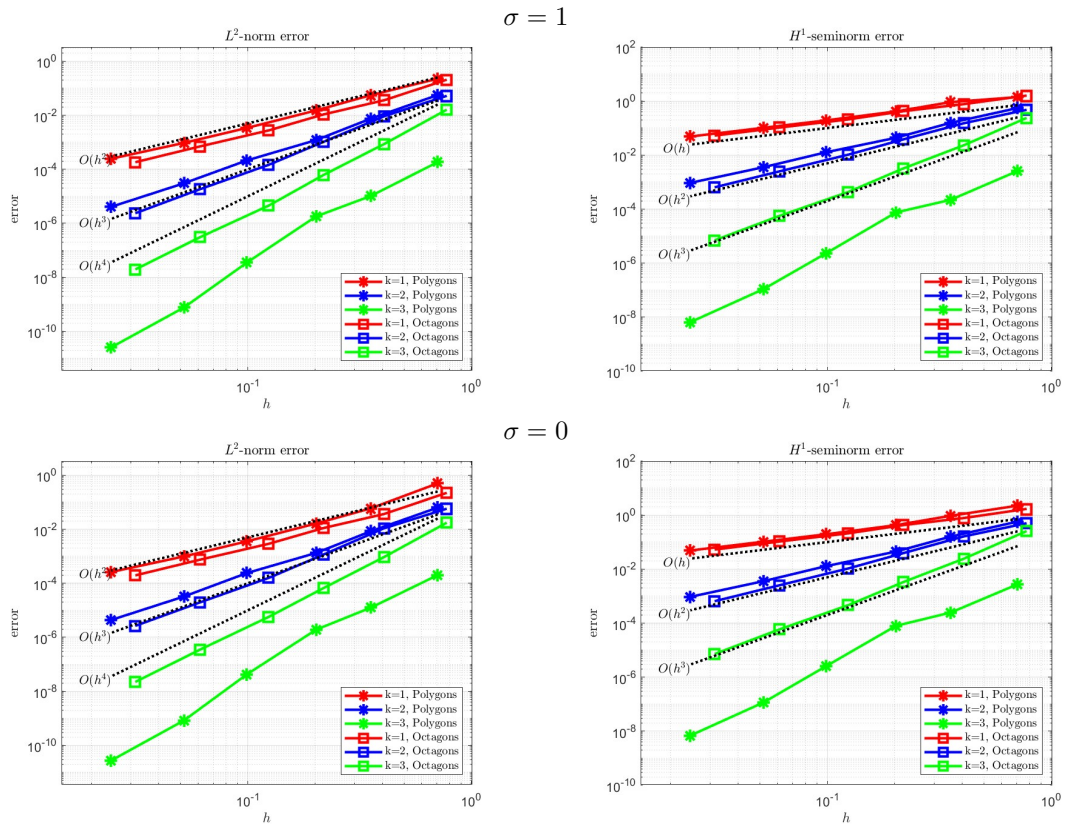 σ = 1
L²-norm error
H¹-seminorm error
10⁰
10⁻²
10⁻⁴
10⁻⁶
10⁻⁸
10⁻¹⁰
error
O(h²
O(h³)
O(h⁴)
k=1, Polygons
k=2, Polygons
k=3, Polygons
k=1, Octagons
k=2, Octagons
k=3, Octagons
10⁻¹
10⁰
h
10²
10⁰
10⁻²
10⁻⁴
10⁻⁶
10⁻⁸
10⁻¹⁰
error
O(h)
O(h²)
O(h³)
k=1, Polygons
k=2, Polygons
k=3, Polygons
k=1, Octagons
k=2, Octagons
k=3, Octagons
10⁻¹
10⁰
h
σ = 0
L²-norm error
H¹-seminorm error
10⁰
10⁻²
10⁻⁴
10⁻⁶
10⁻⁸
10⁻¹⁰
error
O(h²
O(h³)
O(h⁴)
k=1, Polygons
k=2, Polygons
k=3, Polygons
k=1, Octagons
k=2, Octagons
k=3, Octagons
10⁻¹
10⁰
h
10²
10⁰
10⁻²
10⁻⁴
10⁻⁶
10⁻⁸
10⁻¹⁰
error
O(h)
O(h²)
O(h³)
k=1, Polygons
k=2, Polygons
k=3, Polygons
k=1, Octagons
k=2, Octagons
k=3, Octagons
10⁻¹
10⁰
h